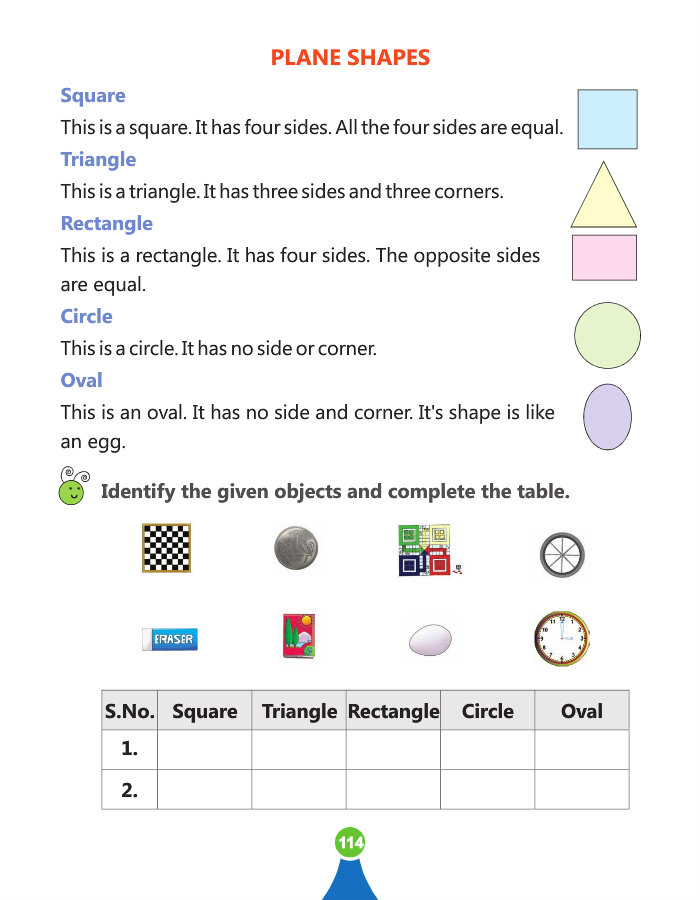 PLANE SHAPES
Square
This is a square. It has four sides. All the four sides are equal.
Triangle
This is a triangle. It has three sides and three corners.
Rectangle
This is a rectangle. It has four sides. The opposite sides
are equal.
Circle
This is a circle. It has no side or corner.
Oval
This is an oval. It has no side and corner. It's shape is like
an egg.
Identify the given objects and complete the table.
ERASER
S.No. Square Triangle Rectangle Circle Oval
1.
2.
114